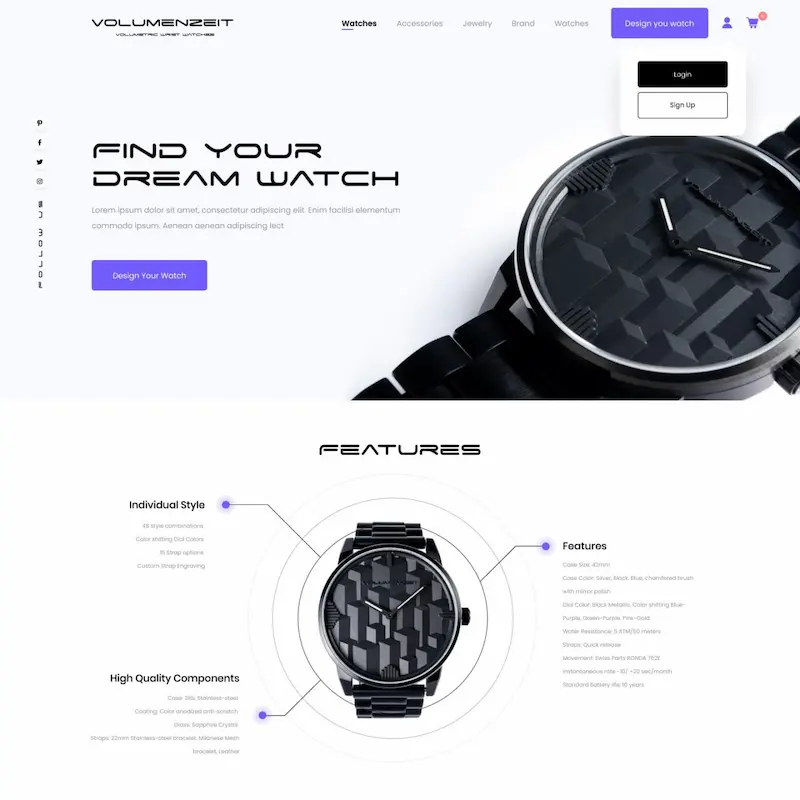 VOLUMENZEIT
VOLUMETRIC WRIST WATCHES
Watches
Accessories
Jewelry
Brand
Watches
Design you watch
Login
Sign Up
FIND YOUR
DREAM WATCH
Lorem ipsum dolor sit amet, consectetur adipiscing elit. Enim facilisi elementum
commodo ipsum. Aenean aenean adipiscing lect
Design Your Watch
FEATURES
Individual Style
48 style combinations
Color shifting Dial Colors
15 Strap options
Custom Strap Engraving
Features
Case Size: 42mm
Case Color: Silver, Black, Blue, chamfered brush
with mirror polish
Dial Color: Black Metallic, Color shifting Blue-
Purple, Green-Purple, Pine-Gold
Water Resistance: 5 ATM/50 meters
Straps: Quick release
Movement: Swiss Parts RONDA 762E
Instantaneous rate -10/ +20 sec/month
Standard Battery life: 10 years
VOLUMENZEIT
High Quality Components
Case: 316L Stainless-steel
Coating: Color anodized anti-scratch
Glass: Sapphire Crystal
Straps: 22mm Stainless-steel bracelet, Milanese Mesh
bracelet, Leather